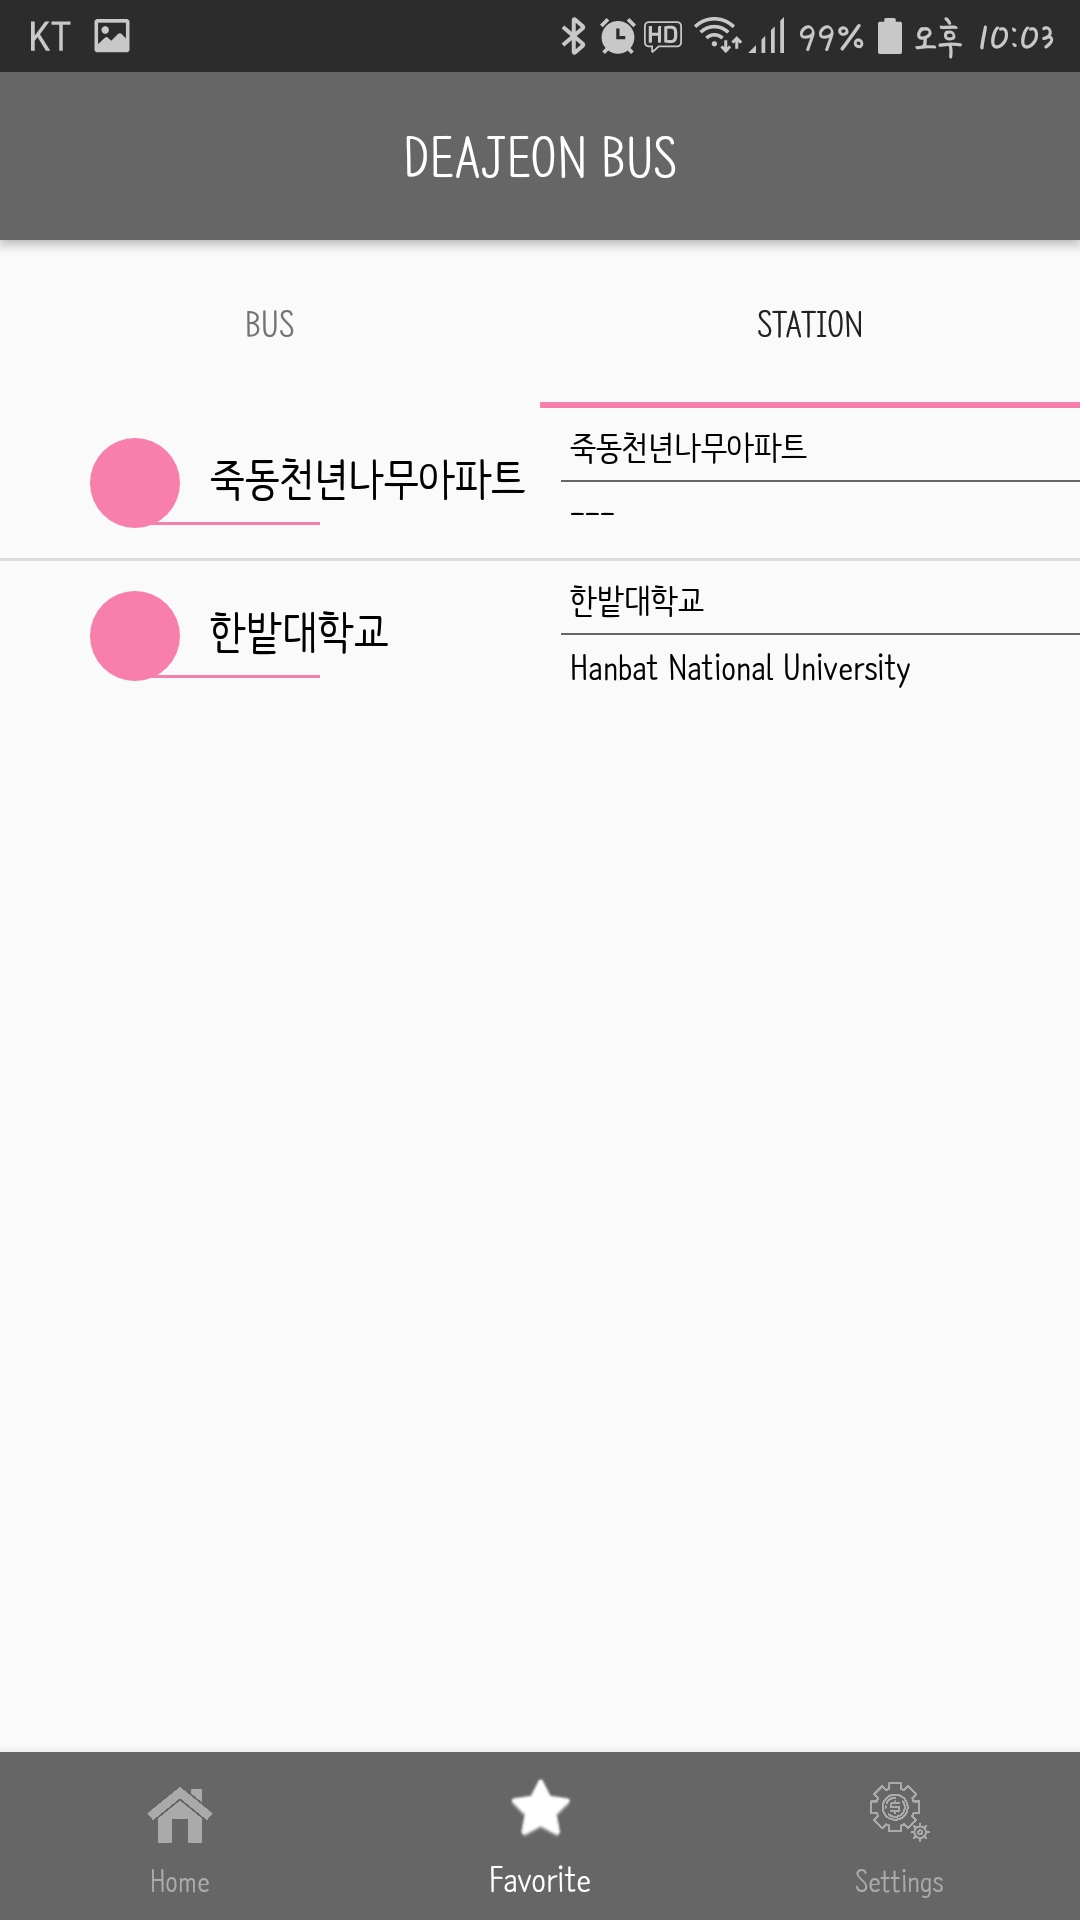 KT HD 99% 오후 10:03
DEAJEON BUS
BUS STATION
죽동천년나무아파트
죽동천년나무아파트
---
한밭대학교
한밭대학교
Hanbat National University
Home Favorite Settings